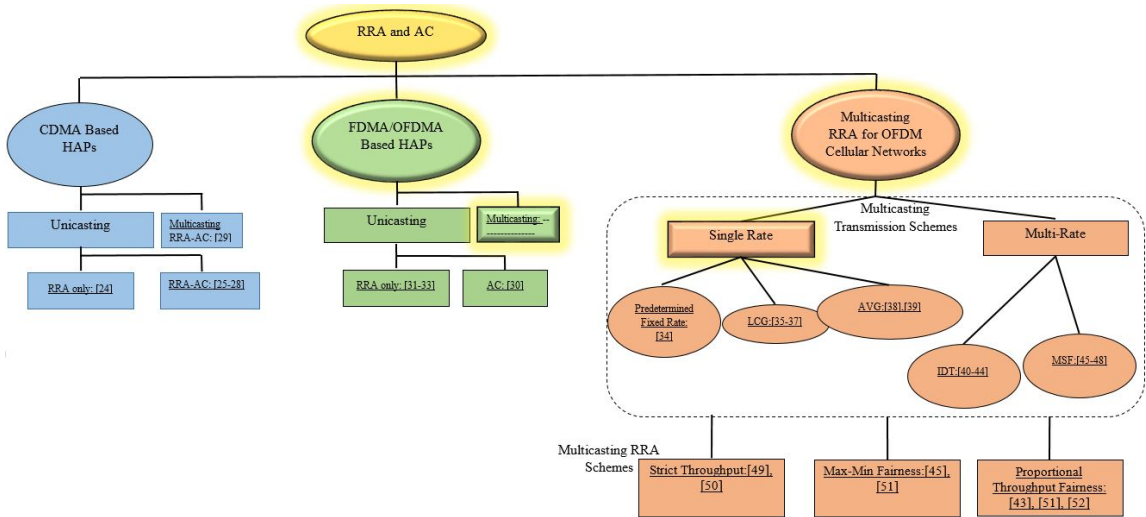 RRA and AC
CDMA Based
HAPs
FDMA/OFDMA
Based HAPs
Multicasting
RRA for OFDM
Cellular Networks
Unicasting
Multicasting
RRA-AC: [29]
RRA only: [24]
RRA-AC: [25-28]
Unicasting
Multicasting: --
----------------
RRA only: [31-33]
AC: [30]
Multicasting
Transmission Schemes
Single Rate
Multi-Rate
Predetermined
Fixed Rate:
[34]
LCG:[35-37]
AVG:[38],[39]
IDT:[40-44]
MSF:[45-48]
Multicasting RRA
Schemes
Strict Throughput:[49],
[50]
Max-Min Fairness:[45],
[51]
Proportional
Throughput Fairness:
[43], [51], [52]